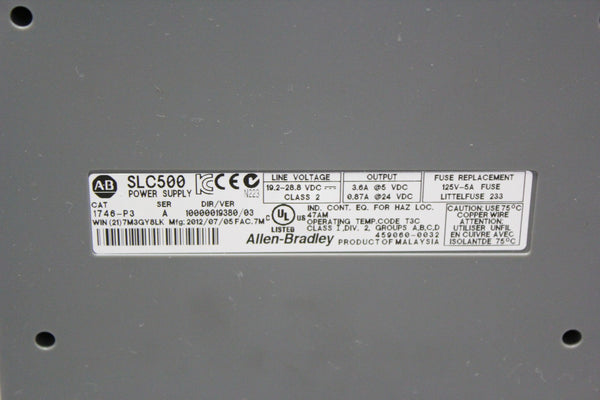 AB SLC500
POWER SUPPLY
CE N223
CAT SER DIR/VER
1746-P3 A 10000019380/03
WIN (21)7M3GY8LK Mfg: 2012/07/05 FAC,7M
LINE VOLTAGE
19.2-28.8 VDC
CLASS 2
OUTPUT
3.6A @5 VDC
0.87A @24 VDC
FUSE REPLACEMENT
125V-5A FUSE
LITTELFUSE 233
C UL US
LISTED
IND. CONT. EQ. FOR HAZ LOC.
47AM
OPERATING TEMP. CODE T3C
CLASS I,DIV. 2, GROUPS A,B,C,D
459060-0032
Allen-Bradley PRODUCT OF MALAYSIA
CAUTION: USE 75°C
COPPER WIRE
ATTENTION:
UTILISER UNFIL
EN CUIVRE AVEC
ISOLANTDE 75°C